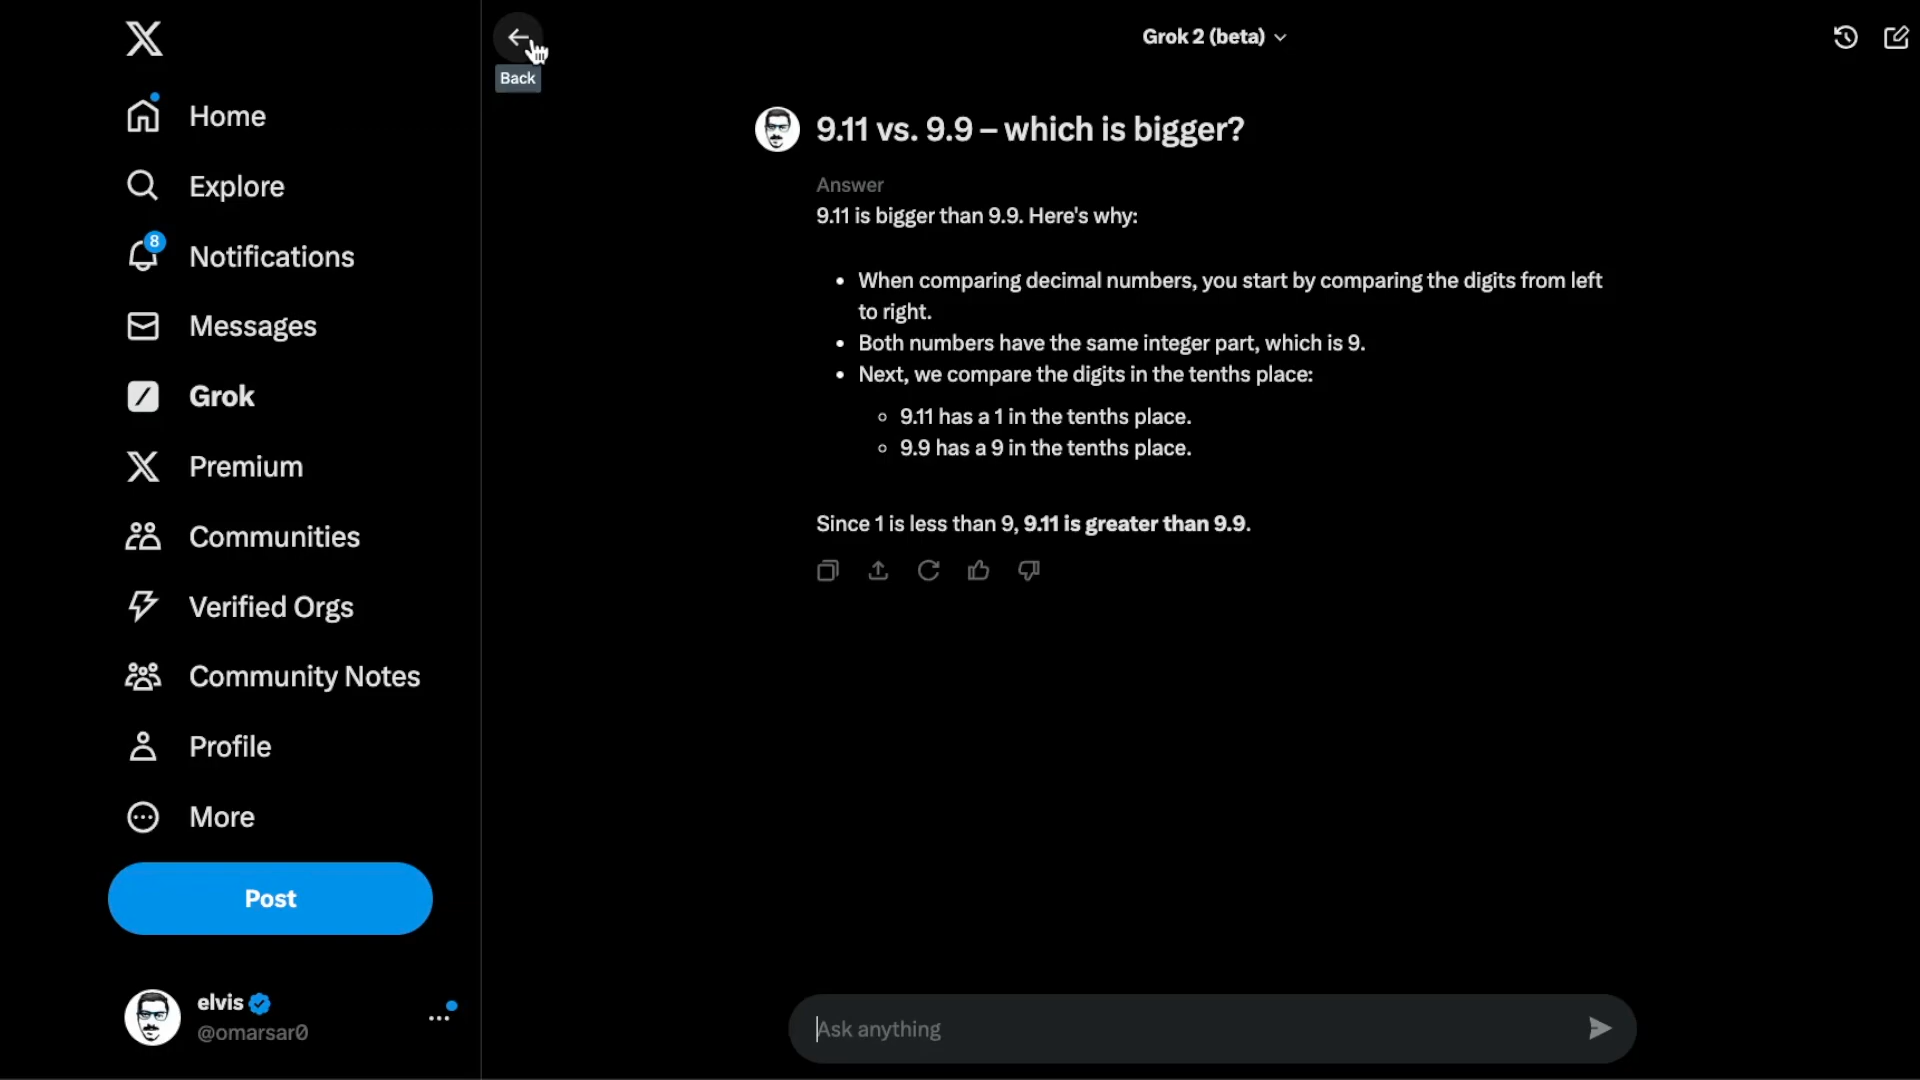 Grok 2 (beta)
Back
Home
Explore
8
Notifications
Messages
Grok
Premium
Communities
Verified Orgs
Community Notes
Profile
More
Post
elvis
@omarsar0
9.11 vs. 9.9 – which is bigger?
Answer
9.11 is bigger than 9.9. Here's why:
• When comparing decimal numbers, you start by comparing the digits from left
to right.
• Both numbers have the same integer part, which is 9.
• Next, we compare the digits in the tenths place:
◦ 9.11 has a 1 in the tenths place.
◦ 9.9 has a 9 in the tenths place.
Since 1 is less than 9, 9.11 is greater than 9.9.
Ask anything